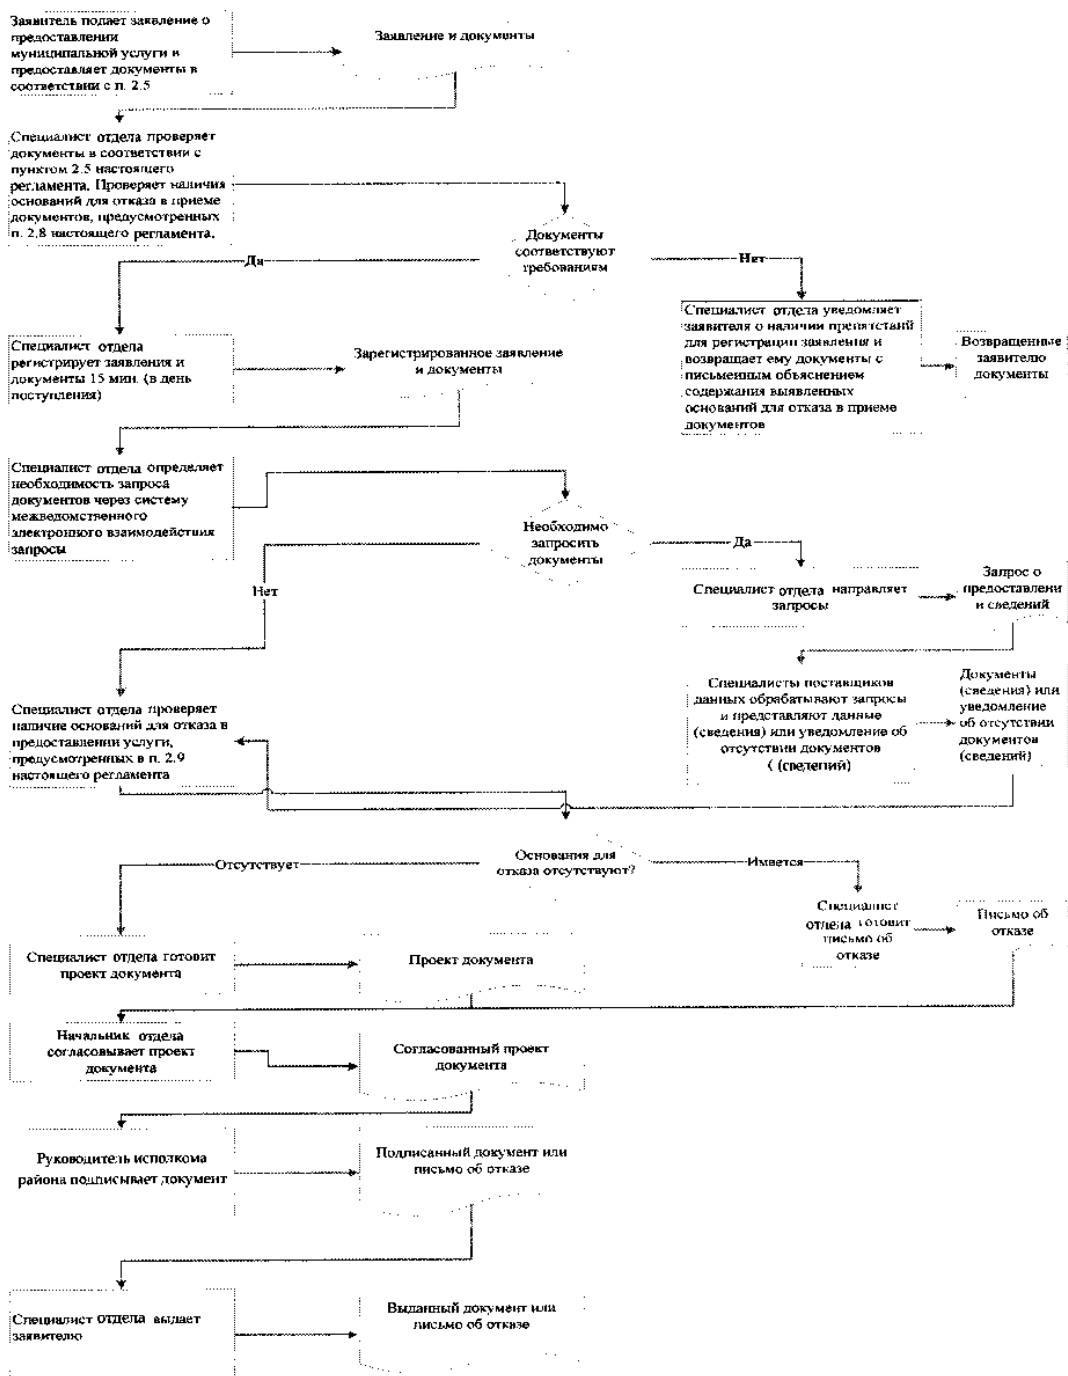 Заявитель подает заявление о
предоставлении
муниципальной услуги и
предоставляет документы в
соответствии с п. 2.5
Заявление и документы
Специалист отдела проверяет
документы в соответствии с
пунктом 2.5 настоящего
регламента. Проверяет наличия
оснований для отказа в приеме
документов, предусмотренных
п. 2.8 настоящего регламента.
Документы
соответствуют
требованиям
Да
Нет
Специалист отдела
регистрирует заявления и
документы 15 мин. (в день
поступления)
Зарегистрированное заявление
и документы
Специалист отдела уведомляет
заявителя о наличии препятствий
для регистрации заявления и
возвращает ему документы с
письменным объяснением
содержания выявленных
оснований для отказа в приеме
документов
Возвращенные
заявителю
документы
Специалист отдела определяет
необходимость запроса
документов через систему
межведомственного
электронного взаимодействия
запросы
Необходимо
запросить
документы
Да
Нет
Специалист отдела направляет
запросы
Запрос о
предоставлени
и сведений
Специалисты поставщиков
данных обрабатывают запросы
и представляют данные
(сведения) или уведомление об
отсутствии документов
( (сведений)
Документы
(сведения) или
уведомление
об отсутствии
документов
(сведений)
Специалист отдела проверяет
наличие оснований для отказа в
предоставлении услуги,
предусмотренных в п. 2.9
настоящего регламента
Основания для
отказа отсутствуют?
Отсутствует
Имеется
Специалист
отдела готовит
письмо об
отказе
Письмо об
отказе
Специалист отдела готовит
проект документа
Проект документа
Начальник отдела
согласовывает проект
документа
Согласованный проект
документа
Руководитель исполкома
района подписывает документ
Подписанный документ или
письмо об отказе
Специалист отдела выдает
заявителю
Выданный документ или
письмо об отказе